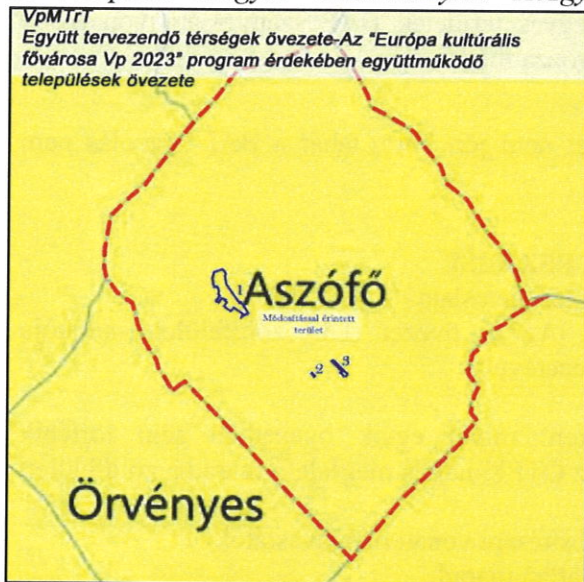 VpMTrT
Együtt tervezendő térségek övezete-Az "Európa kultúrális
fővárosa Vp 2023" program érdekében együttműködő
települések övezete
1
Aszófő
Módosítással érintett
terület
2 3
Örvényes